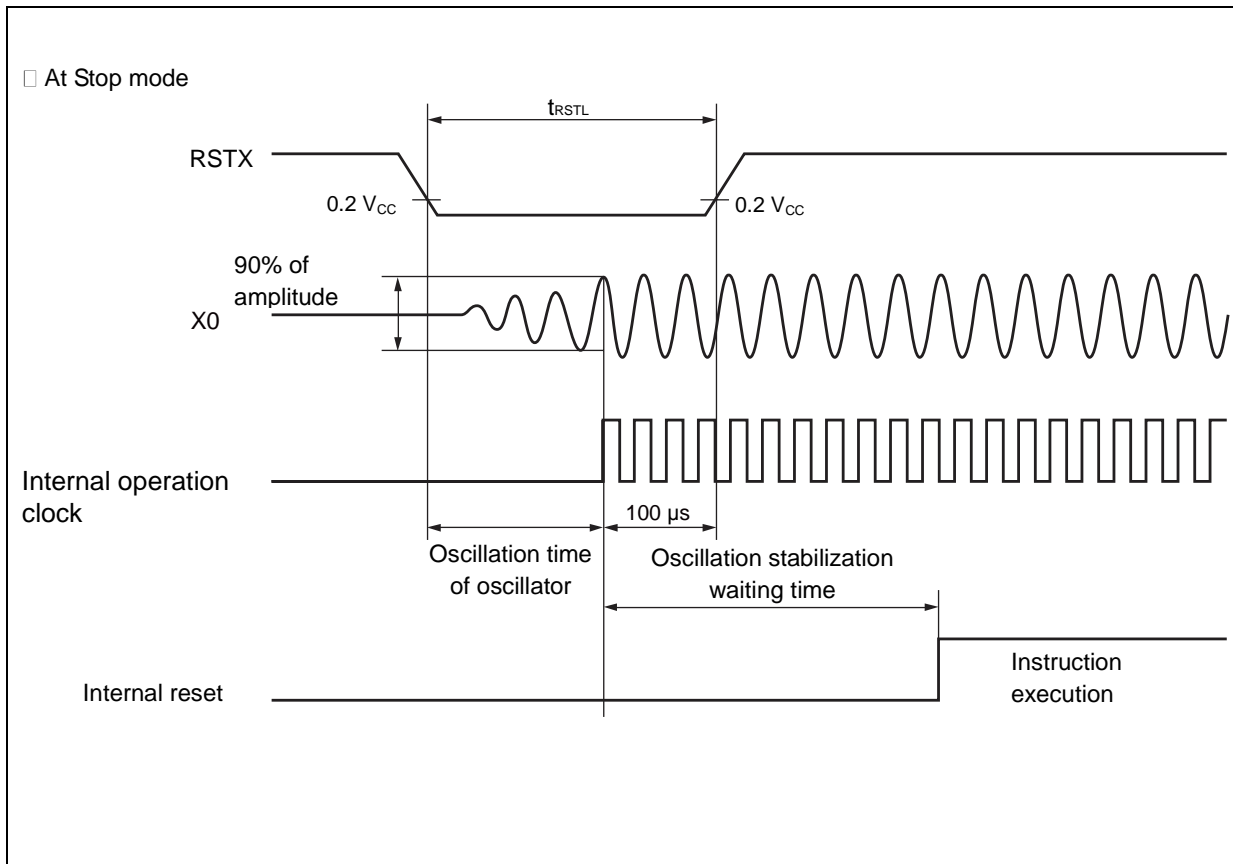 □ At Stop mode
tRSTL
RSTX
0.2 VCC
0.2 VCC
90% of
amplitude
X0
Internal operation
clock
100 µs
Oscillation time
of oscillator
Oscillation stabilization
waiting time
Internal reset
Instruction
execution